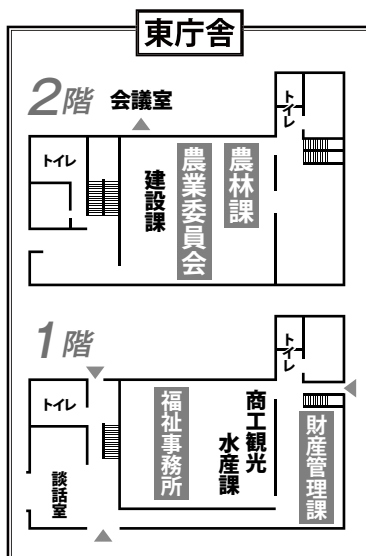 東庁舎
2階
会議室
トイレ
トイレ
建設課
農業委員会
農林課
1階
トイレ
トイレ
談話室
福祉事務所
商工観光
水産課
財産管理課